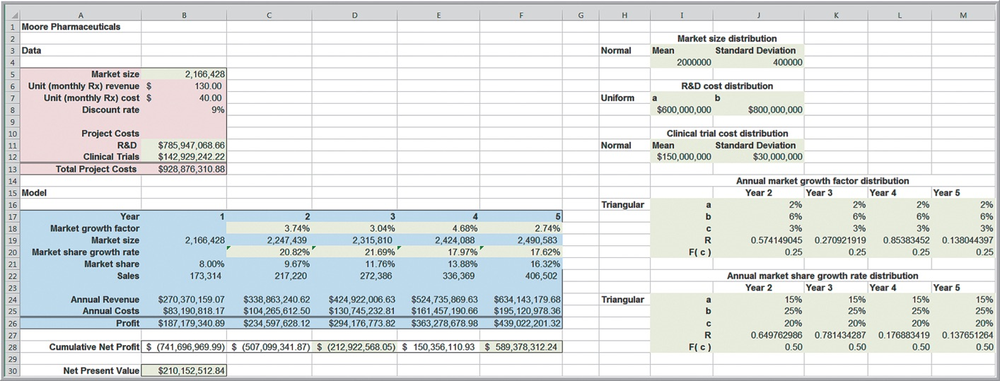 A B C D E F G H I J K L M
1 Moore Pharmaceuticals
2 Market size distribution
3 Data Normal Mean Standard Deviation
4 2000000 400000
5 Market size 2,166,428
6 Unit (monthly Rx) revenue $ 130.00 R&D cost distribution
7 Unit (monthly Rx) cost $ 40.00 Uniform a b
8 Discount rate 9% $600,000,000 $800,000,000
9
10 Project Costs Clinical trial cost distribution
11 R&D $785,947,068.66 Normal Mean Standard Deviation
12 Clinical Trials $142,929,242.22 $150,000,000 $30,000,000
13 Total Project Costs $928,876,310.88
14 Annual market growth factor distribution
15 Model Year 2 Year 3 Year 4 Year 5
16 Triangular a 2% 2% 2% 2%
17 Year 1 2 3 4 5 b 6% 6% 6% 6%
18 Market growth factor 3.74% 3.04% 4.68% 2.74% c 3% 3% 3% 3%
19 Market size 2,166,428 2,247,439 2,315,810 2,424,088 2,490,583 R 0.574149045 0.270921919 0.85383452 0.138044397
20 Market share growth rate 20.82% 21.69% 17.97% 17.62% F( c ) 0.25 0.25 0.25 0.25
21 Market share 8.00% 9.67% 11.76% 13.88% 16.32%
22 Sales 173,314 217,220 272,386 336,369 406,502 Annual market share growth rate distribution
23 Year 2 Year 3 Year 4 Year 5
24 Annual Revenue $270,370,159.07 $338,863,240.62 $424,922,006.63 $524,735,869.63 $634,143,179.68 Triangular a 15% 15% 15% 15%
25 Annual Costs $83,190,818.17 $104,265,612.50 $130,745,232.81 $161,457,190.66 $195,120,978.36 b 25% 25% 25% 25%
26 Profit $187,179,340.89 $234,597,628.12 $294,176,773.82 $363,278,678.98 $439,022,201.32 c 20% 20% 20% 20%
27 R 0.649762986 0.781434287 0.176883419 0.137651264
28 Cumulative Net Profit $ (741,696,969.99) $ (507,099,341.87) $ (212,922,568.05) $ 150,356,110.93 $ 589,378,312.24 F( c ) 0.50 0.50 0.50 0.50
29
30 Net Present Value $210,152,512.84